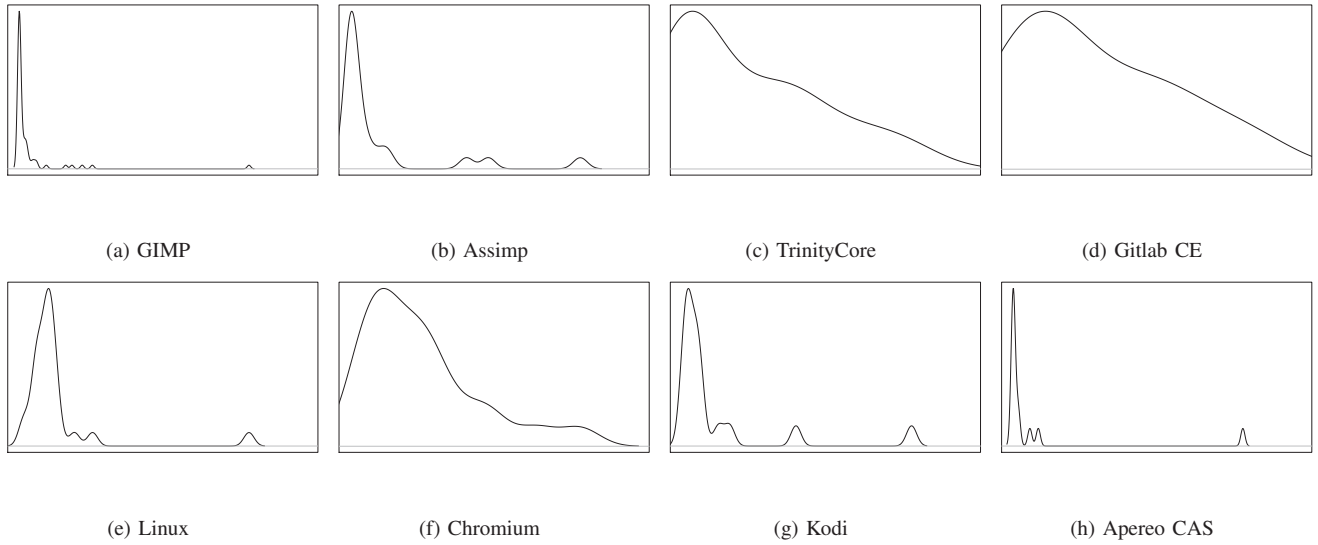 (a) GIMP
(b) Assimp
(c) TrinityCore
(d) Gitlab CE
(e) Linux
(f) Chromium
(g) Kodi
(h) Apereo CAS